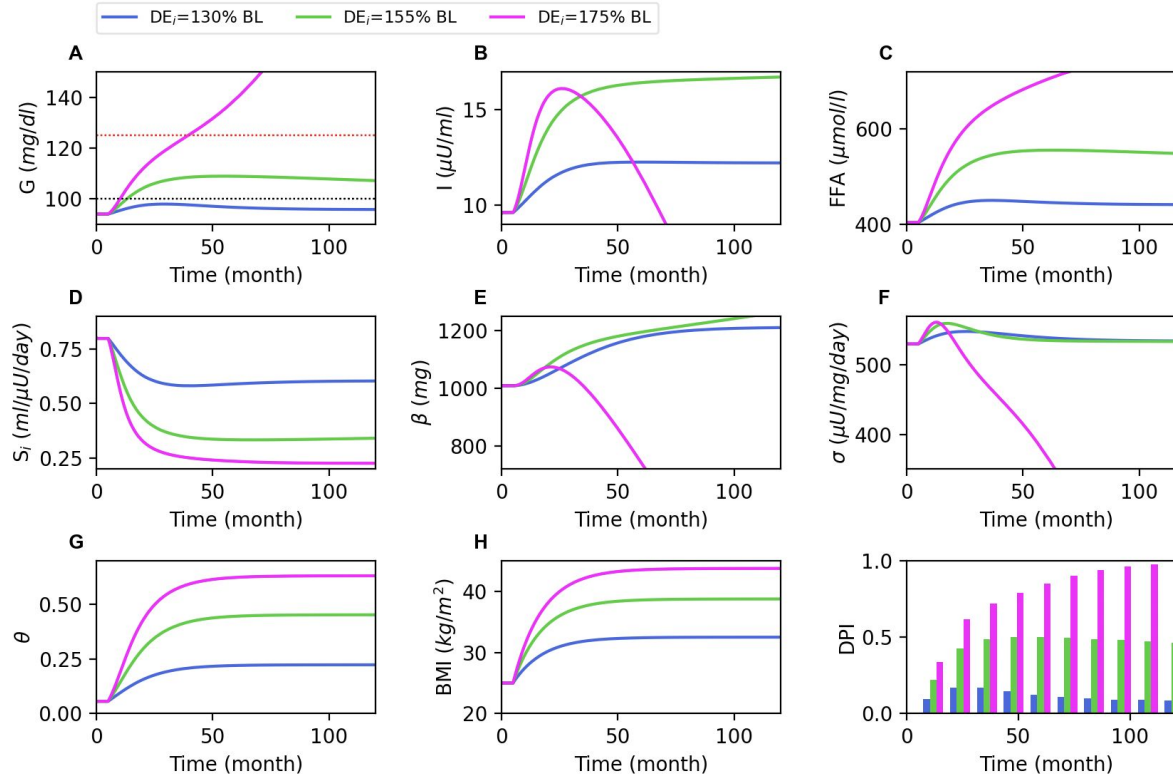 DEi=130% BL DEi=155% BL DEi=175% BL
A
G (mg/dl)
140
120
100
0 50 100
Time (month)
B
I (μU/ml)
15
10
0 50 100
Time (month)
C
FFA (μmol/l)
600
400
0 50 100
Time (month)
D
Si (ml/μU/day)
0.75
0.50
0.25
0 50 100
Time (month)
E
β (mg)
1200
1000
800
0 50 100
Time (month)
F
σ (μU/mg/day)
500
400
0 50 100
Time (month)
G
θ
0.50
0.25
0.00
0 50 100
Time (month)
H
BMI (kg/m²)
40
30
20
0 50 100
Time (month)
DPI
1.0
0.5
0.0
0 50 100
Time (month)